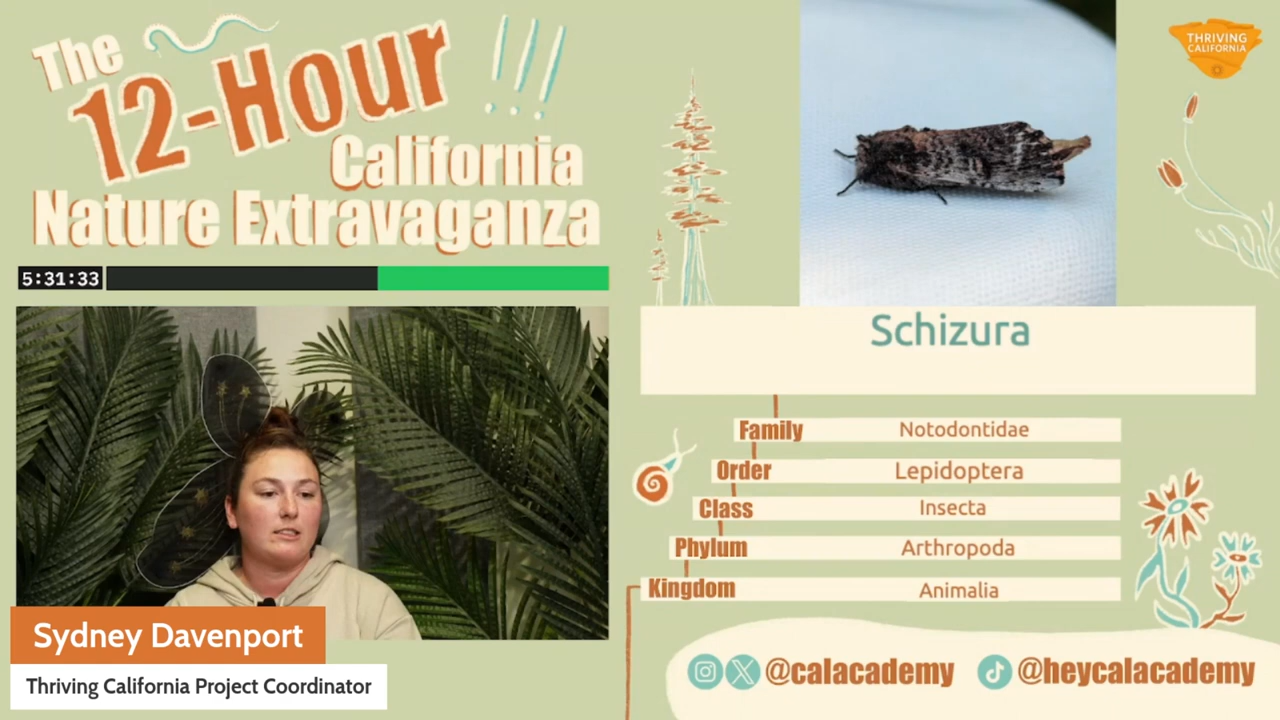 The
12-Hour
!!!
California
Nature Extravaganza
THRIVING
CALIFORNIA
5:31:33
Schizura
Family Notodontidae
Order Lepidoptera
Class Insecta
Phylum Arthropoda
Kingdom Animalia
Sydney Davenport
Thriving California Project Coordinator
@calacademy @heycalacademy